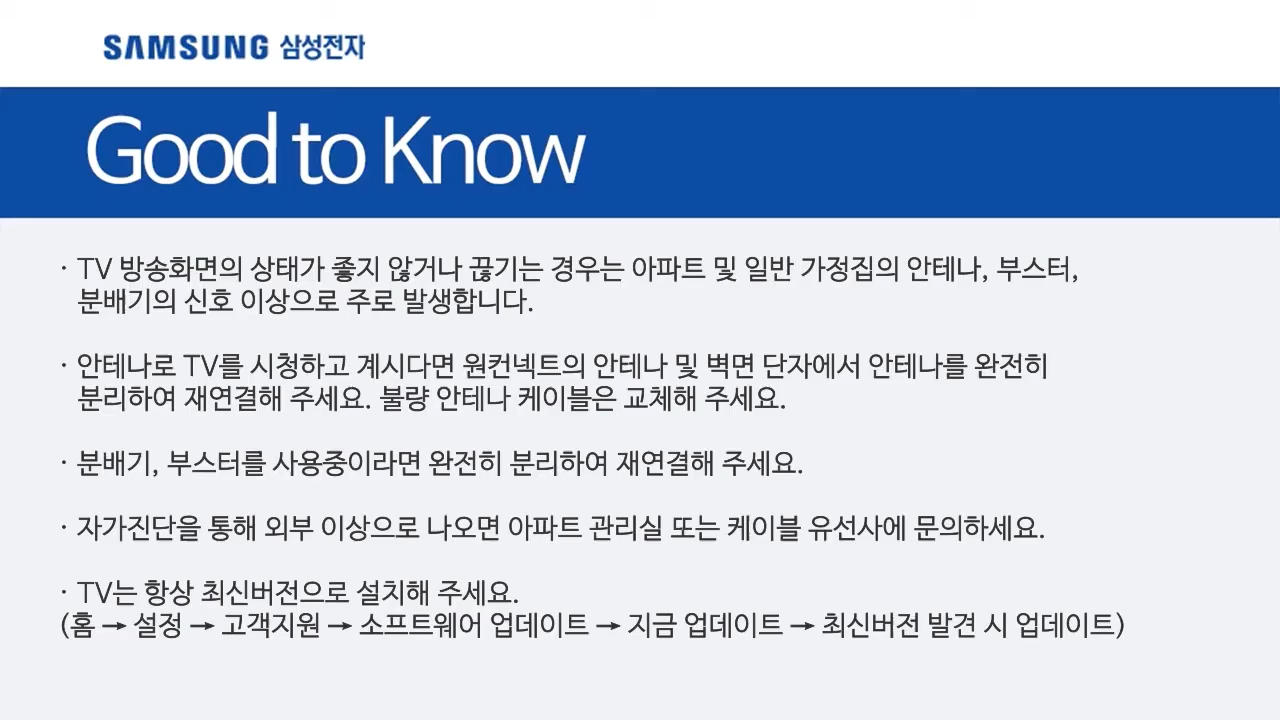 SAMSUNG 삼성전자
Good to Know
· TV 방송화면의 상태가 좋지 않거나 끊기는 경우는 아파트 및 일반 가정집의 안테나, 부스터,
분배기의 신호 이상으로 주로 발생합니다.
· 안테나로 TV를 시청하고 계시다면 원컨넥트의 안테나 및 벽면 단자에서 안테나를 완전히
분리하여 재연결해 주세요. 불량 안테나 케이블은 교체해 주세요.
· 분배기, 부스터를 사용중이라면 완전히 분리하여 재연결해 주세요.
· 자가진단을 통해 외부 이상으로 나오면 아파트 관리실 또는 케이블 유선사에 문의하세요.
· TV는 항상 최신버전으로 설치해 주세요.
(홈 → 설정 → 고객지원 → 소프트웨어 업데이트 → 지금 업데이트 → 최신버전 발견 시 업데이트)